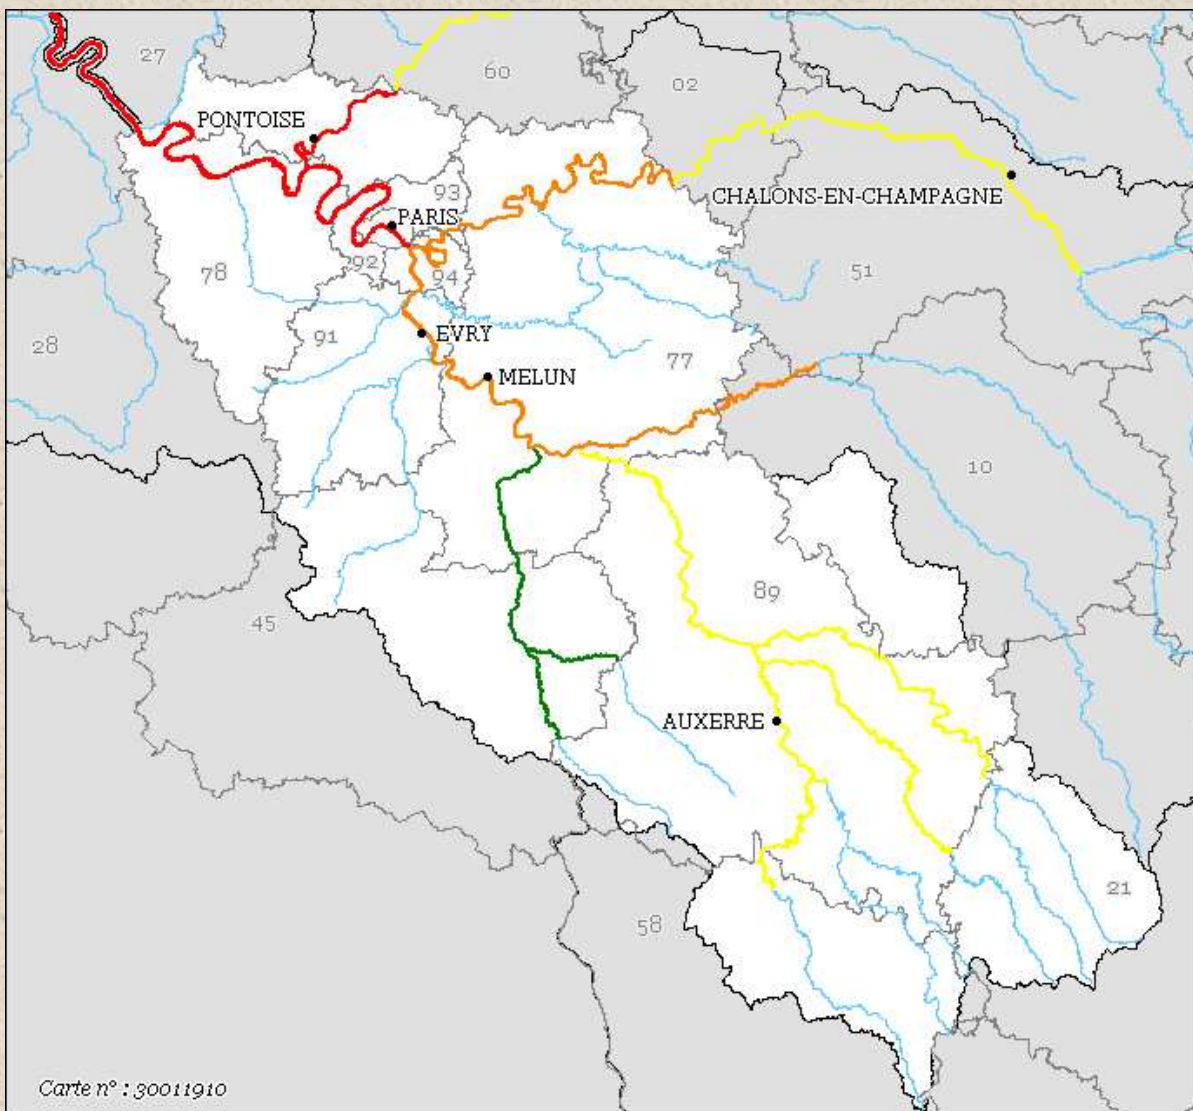 27
60
02
PONTOISE
93
CHALONS-EN-CHAMPAGNE
PARIS
78
92
94
51
28
91
EVRY
77
MELUN
10
89
45
AUXERRE
21
58
Carte n° : 30011910